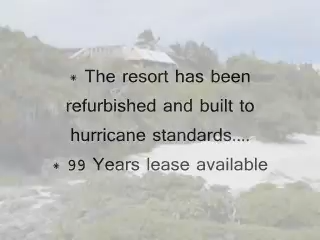 * The resort has been
refurbished and built to
hurricane standards....
* 99 Years lease available